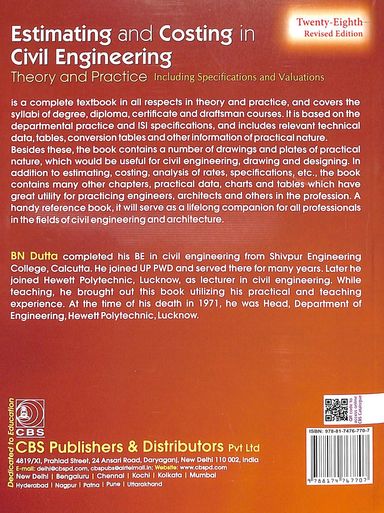 Estimating and Costing in
Civil Engineering
Theory and Practice Including Specifications and Valuations
Twenty-Eighth
Revised Edition
is a complete textbook in all respects in theory and practice, and covers the
syllabi of degree, diploma, certificate and draftsman courses. It is based on the
departmental practice and ISI specifications, and includes relevant technical
data, tables, conversion tables and other information of practical nature.
Besides these, the book contains a number of drawings and plates of practical
nature, which would be useful for civil engineering, drawing and designing. In
addition to estimating, costing, analysis of rates, specifications, etc., the book
contains many other chapters, practical data, charts and tables which have
great utility for practicing engineers, architects and others in the profession. A
handy reference book, it will serve as a lifelong companion for all professionals
in the fields of civil engineering and architecture.
BN Dutta completed his BE in civil engineering from Shivpur Engineering
College, Calcutta. He joined UP PWD and served there for many years. Later he
joined Hewett Polytechnic, Lucknow, as lecturer in civil engineering. While
teaching, he brought out this book utilizing his practical and teaching
experience. At the time of his death in 1971, he was Head, Department of
Engineering, Hewett Polytechnic, Lucknow.
Dedicated to Education
CBS
CBS Publishers & Distributors Pvt Ltd
4819/XI, Prahlad Street, 24 Ansari Road, Daryaganj, New Delhi 110 002, India
E-mail: delhi@cbspd.com, cbspubs@airtelmail.in; Website: www.cbspd.com
New Delhi | Bengaluru | Chennai | Kochi | Kolkata | Mumbai
Hyderabad | Nagpur | Patna | Pune | Uttarakhand
ISBN: 978-81-7476-770-7
9 788174 767707